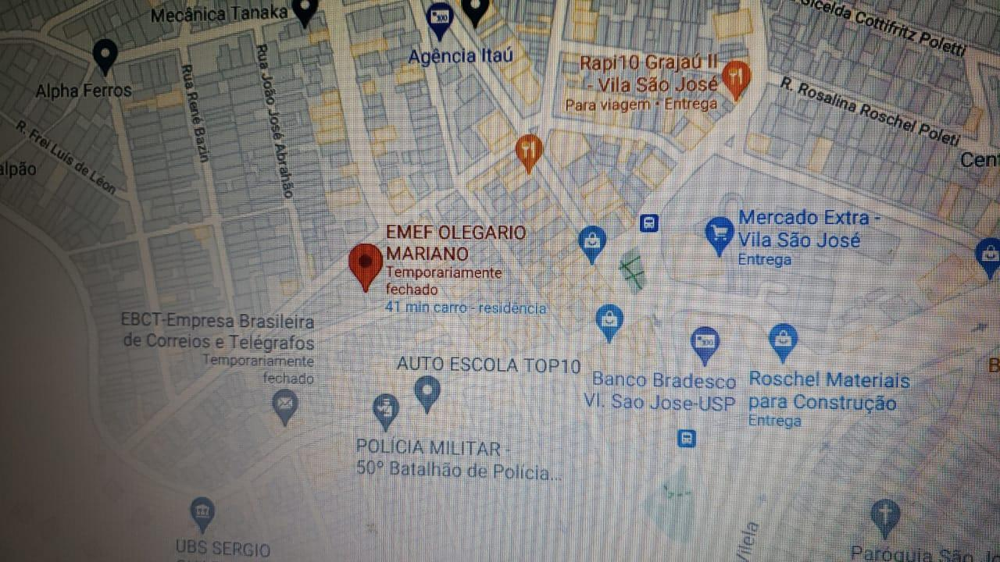 Mecânica Tanaka
Alpha Ferros
Rua René Bazin
Rua João José Abrahão
R. Frei Luís de Léon
alpão
Agência Itaú
100
Rapi10 Grajaú II
- Vila São José
Para viagem · Entrega
Cottifritz Poletti
R. Rosalina Roschel Poleti
Cen
Mercado Extra -
Vila São José
Entrega
EMEF OLEGARIO
MARIANO
Temporariamente
fechado
41 min carro - residência
EBCT-Empresa Brasileira
de Correios e Telégrafos
Temporariamente
fechado
AUTO ESCOLA TOP10
100
Banco Bradesco
Vl. Sao Jose-USP
Roschel Materiais
para Construção
Entrega
B
POLÍCIA MILITAR -
50º Batalhão de Polícia...
UBS SERGIO
Vilela
Paróquia São Jo